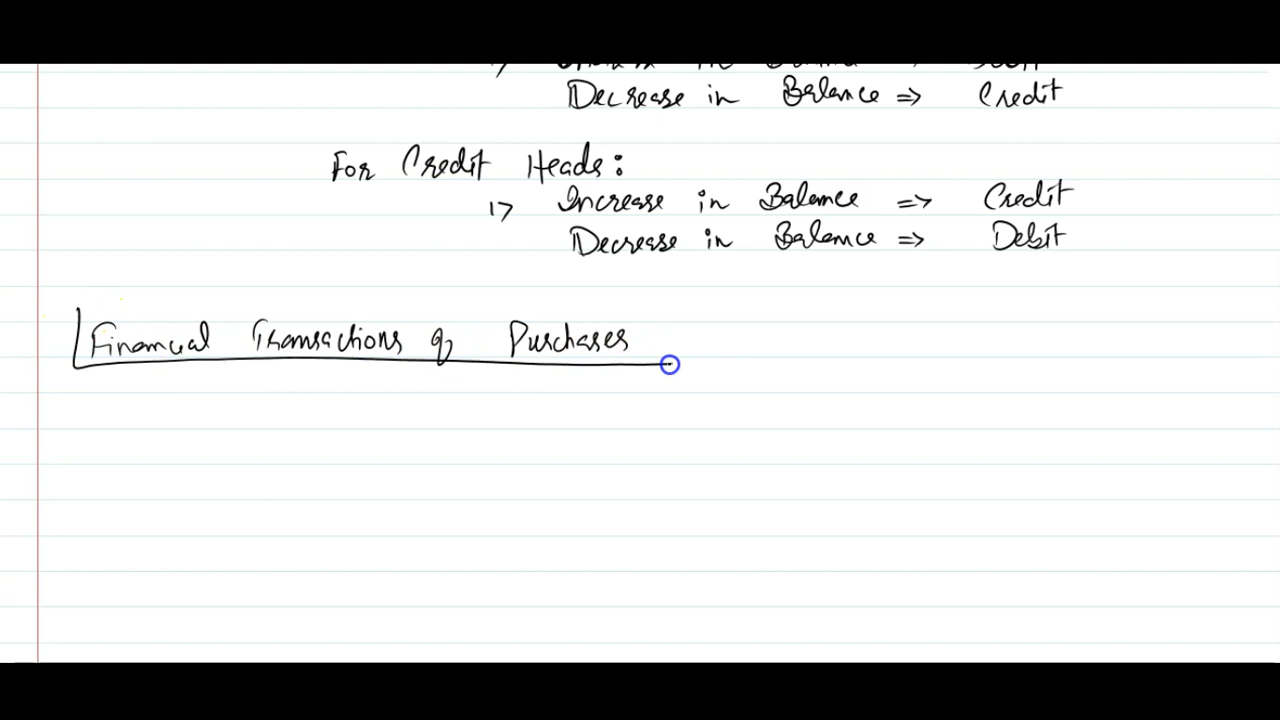 Decrease in Balance => Credit
For Credit Heads:
1> Increase in Balance => Credit
Decrease in Balance => Debit
Financial Transactions of Purchases